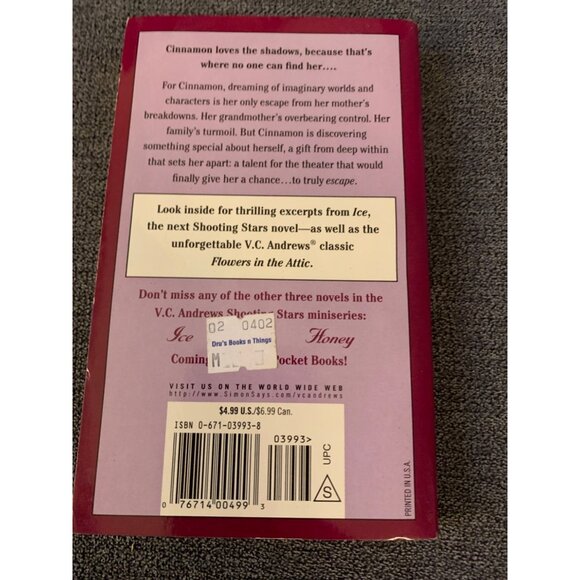 Cinnamon loves the shadows, because that's
where no one can find her....
For Cinnamon, dreaming of imaginary worlds and
characters is her only escape from her mother's
breakdowns. Her grandmother's overbearing control. Her
family's turmoil. But Cinnamon is discovering
something special about herself, a gift from deep within
that sets her apart: a talent for the theater that would
finally give her a chance...to truly escape.
Look inside for thrilling excerpts from Ice,
the next Shooting Stars novel—as well as the
unforgettable V.C. Andrews® classic
Flowers in the Attic.
Don't miss any of the other three novels in the
V.C. Andrews Shooting Stars miniseries:
02 0402
Ice Honey
Dru's Books n Things
Coming Pocket Books!
M
VISIT US ON THE WORLD WIDE WEB
http://www.SimonSays.com/vcandrews
$4.99 U.S./$6.99 Can.
ISBN 0-671-03993-8
03993>
0 76714 00499 3
UPC
S
PRINTED IN U.S.A.